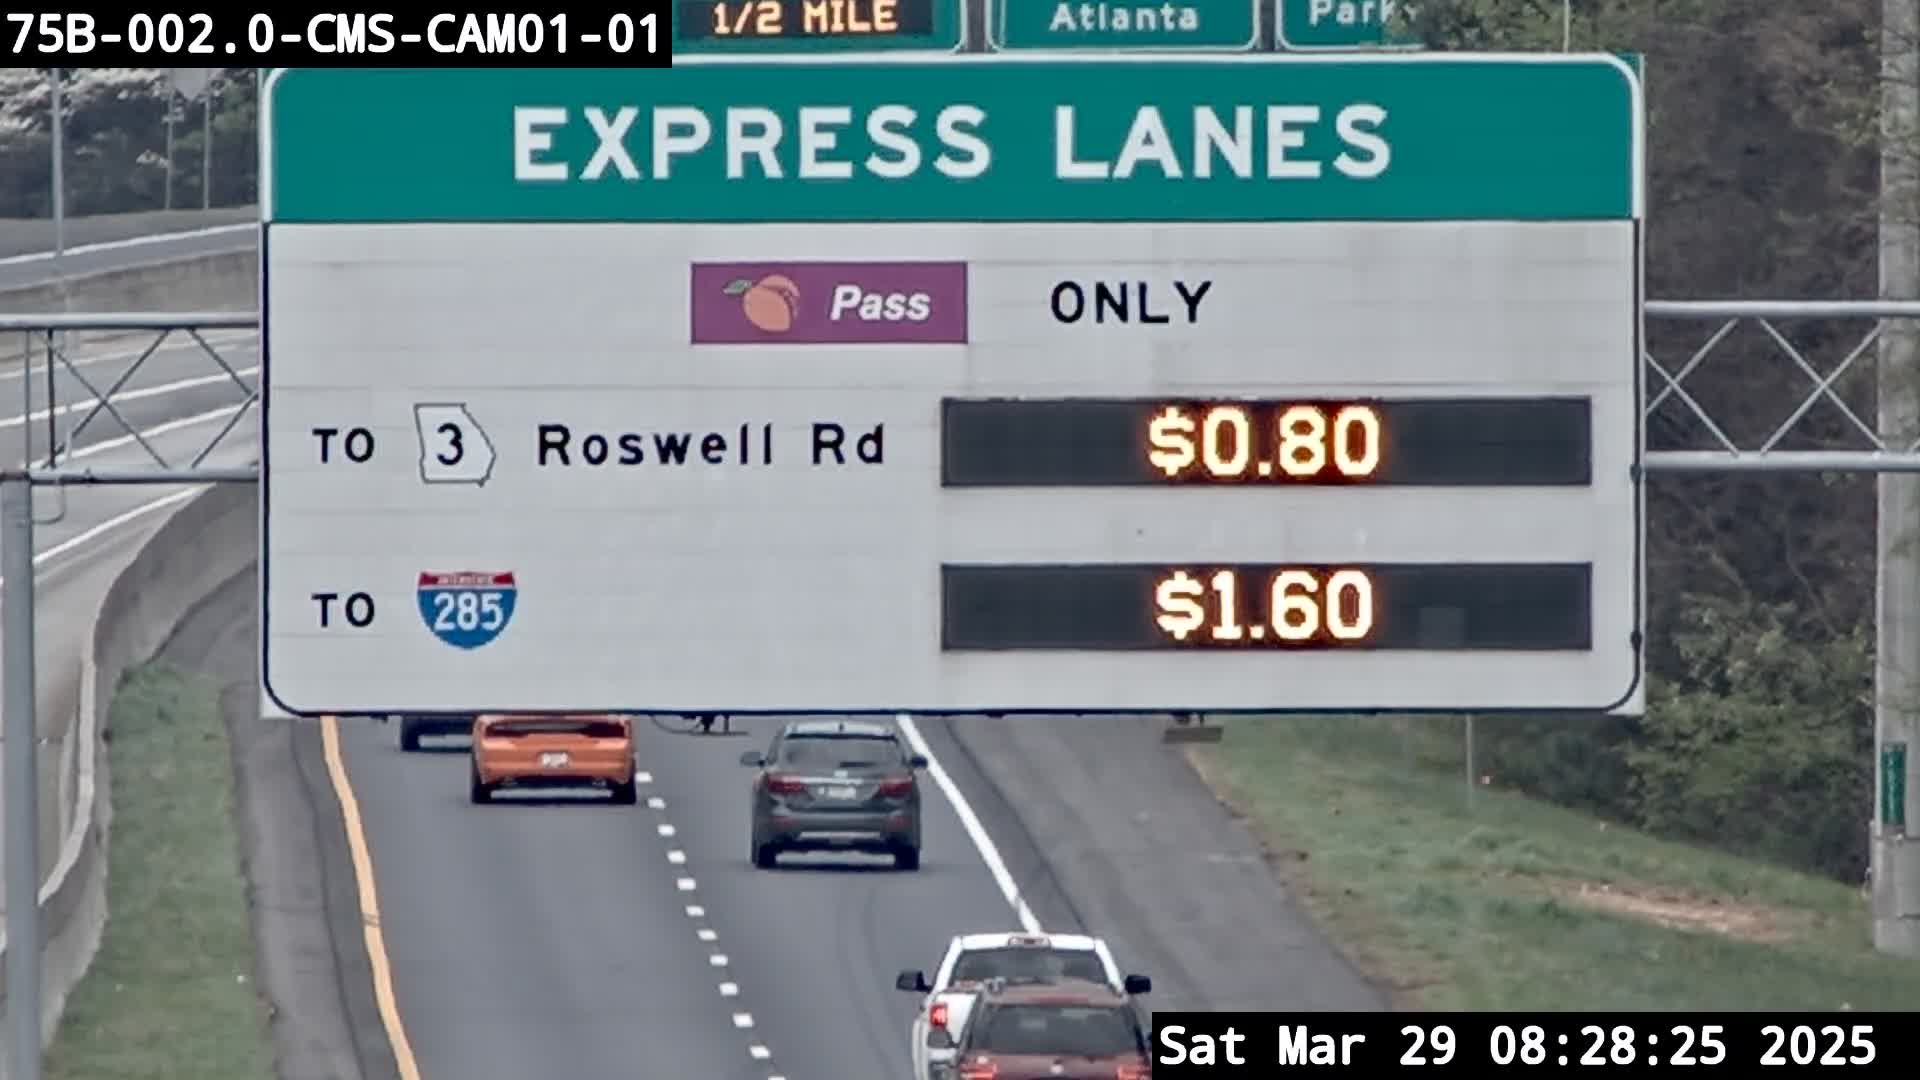 75B-002.0-CMS-CAM01-01
1/2 MILE
Atlanta
EXPRESS LANES
Pass ONLY
TO 3 Roswell Rd $0.80
TO INTERSTATE 285 $1.60
Sat Mar 29 08:28:25 2025